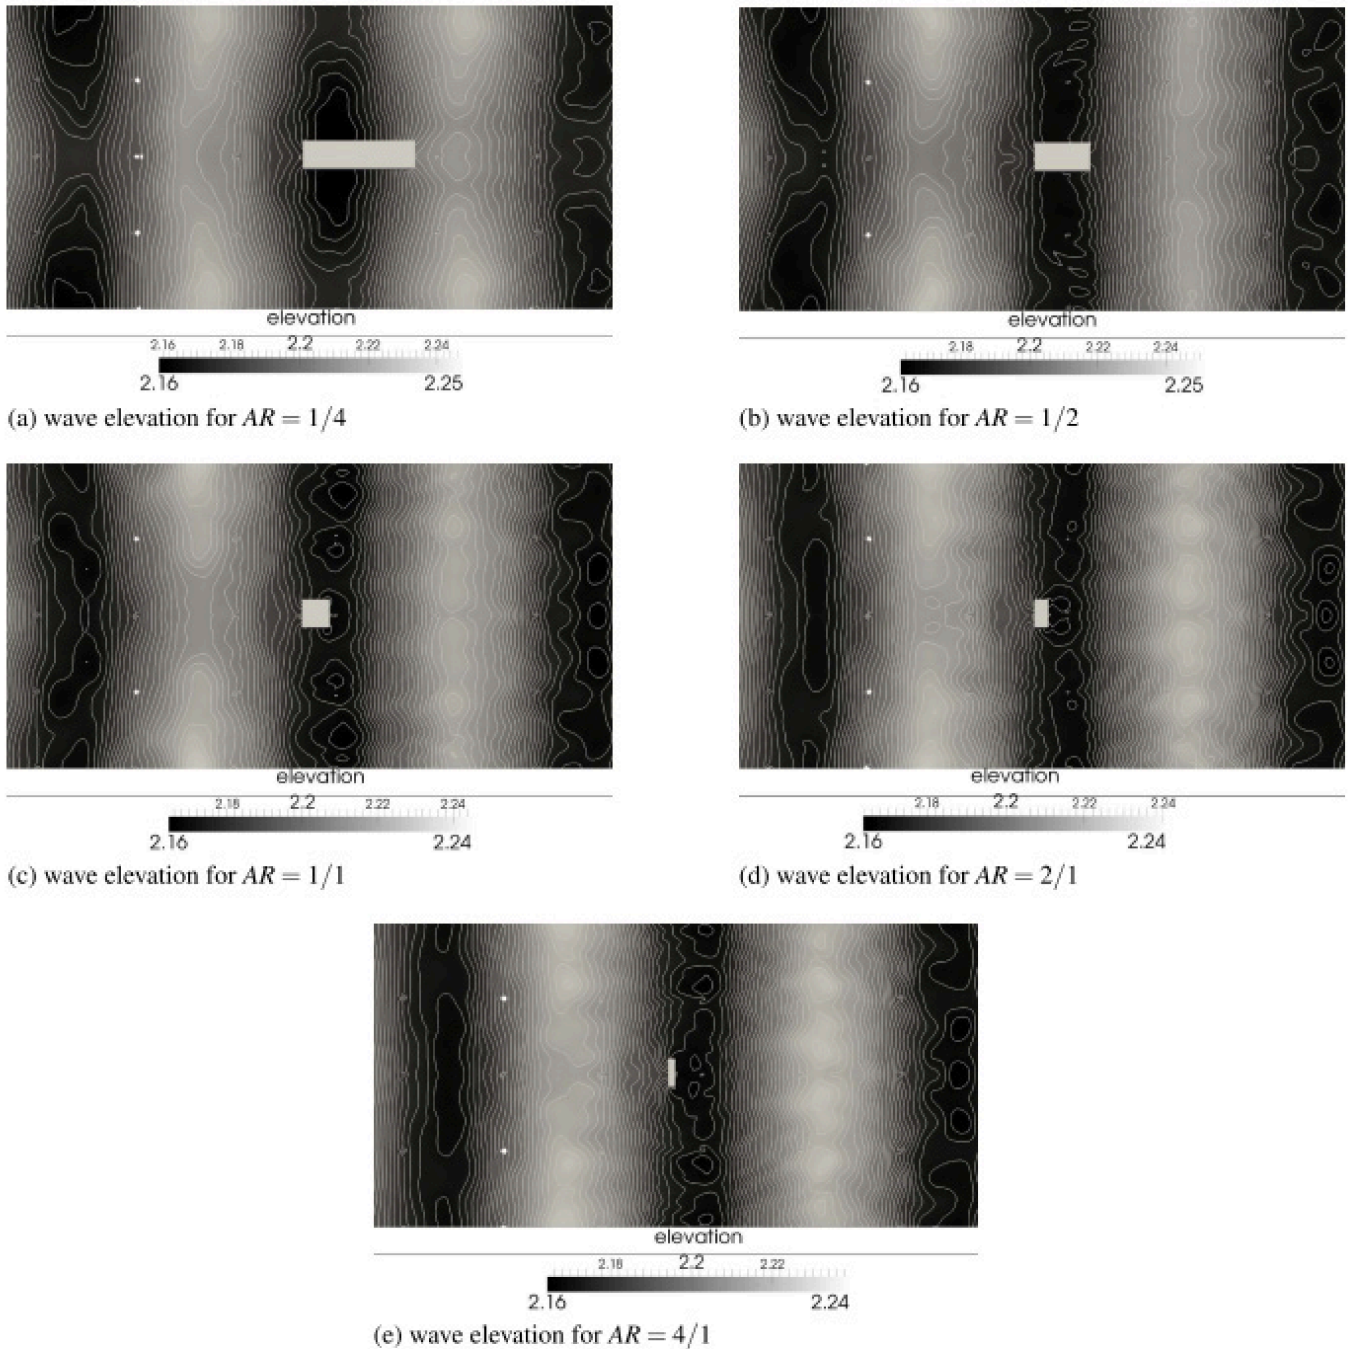 elevation
2.16 2.18 2.2 2.22 2.24
2.16 2.25
(a) wave elevation for AR = 1/4
elevation
2.18 2.2 2.22 2.24
2.16 2.25
(b) wave elevation for AR = 1/2
elevation
2.18 2.2 2.22 2.24
2.16 2.24
(c) wave elevation for AR = 1/1
elevation
2.18 2.2 2.22 2.24
2.16 2.24
(d) wave elevation for AR = 2/1
elevation
2.18 2.2 2.22
2.16 2.24
(e) wave elevation for AR = 4/1